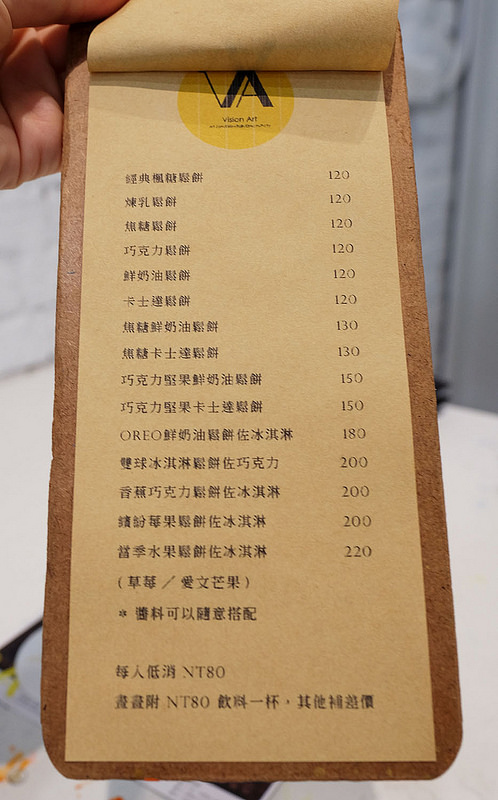 VA
Vision Art
經典楓糖鬆餅 120
煉乳鬆餅 120
焦糖鬆餅 120
巧克力鬆餅 120
鮮奶油鬆餅 120
卡士達鬆餅 120
焦糖鮮奶油鬆餅 130
焦糖卡士達鬆餅 130
巧克力堅果鮮奶油鬆餅 150
巧克力堅果卡士達鬆餅 150
OREO鮮奶油鬆餅佐冰淇淋 180
雙球冰淇淋鬆餅佐巧克力 200
香蕉巧克力鬆餅佐冰淇淋 200
繽紛莓果鬆餅佐冰淇淋 200
當季水果鬆餅佐冰淇淋 220
(草莓/愛文芒果)
* 醬料可以隨意搭配
每人低消 NT80
畫畫附 NT80 飲料一杯,其他補差價